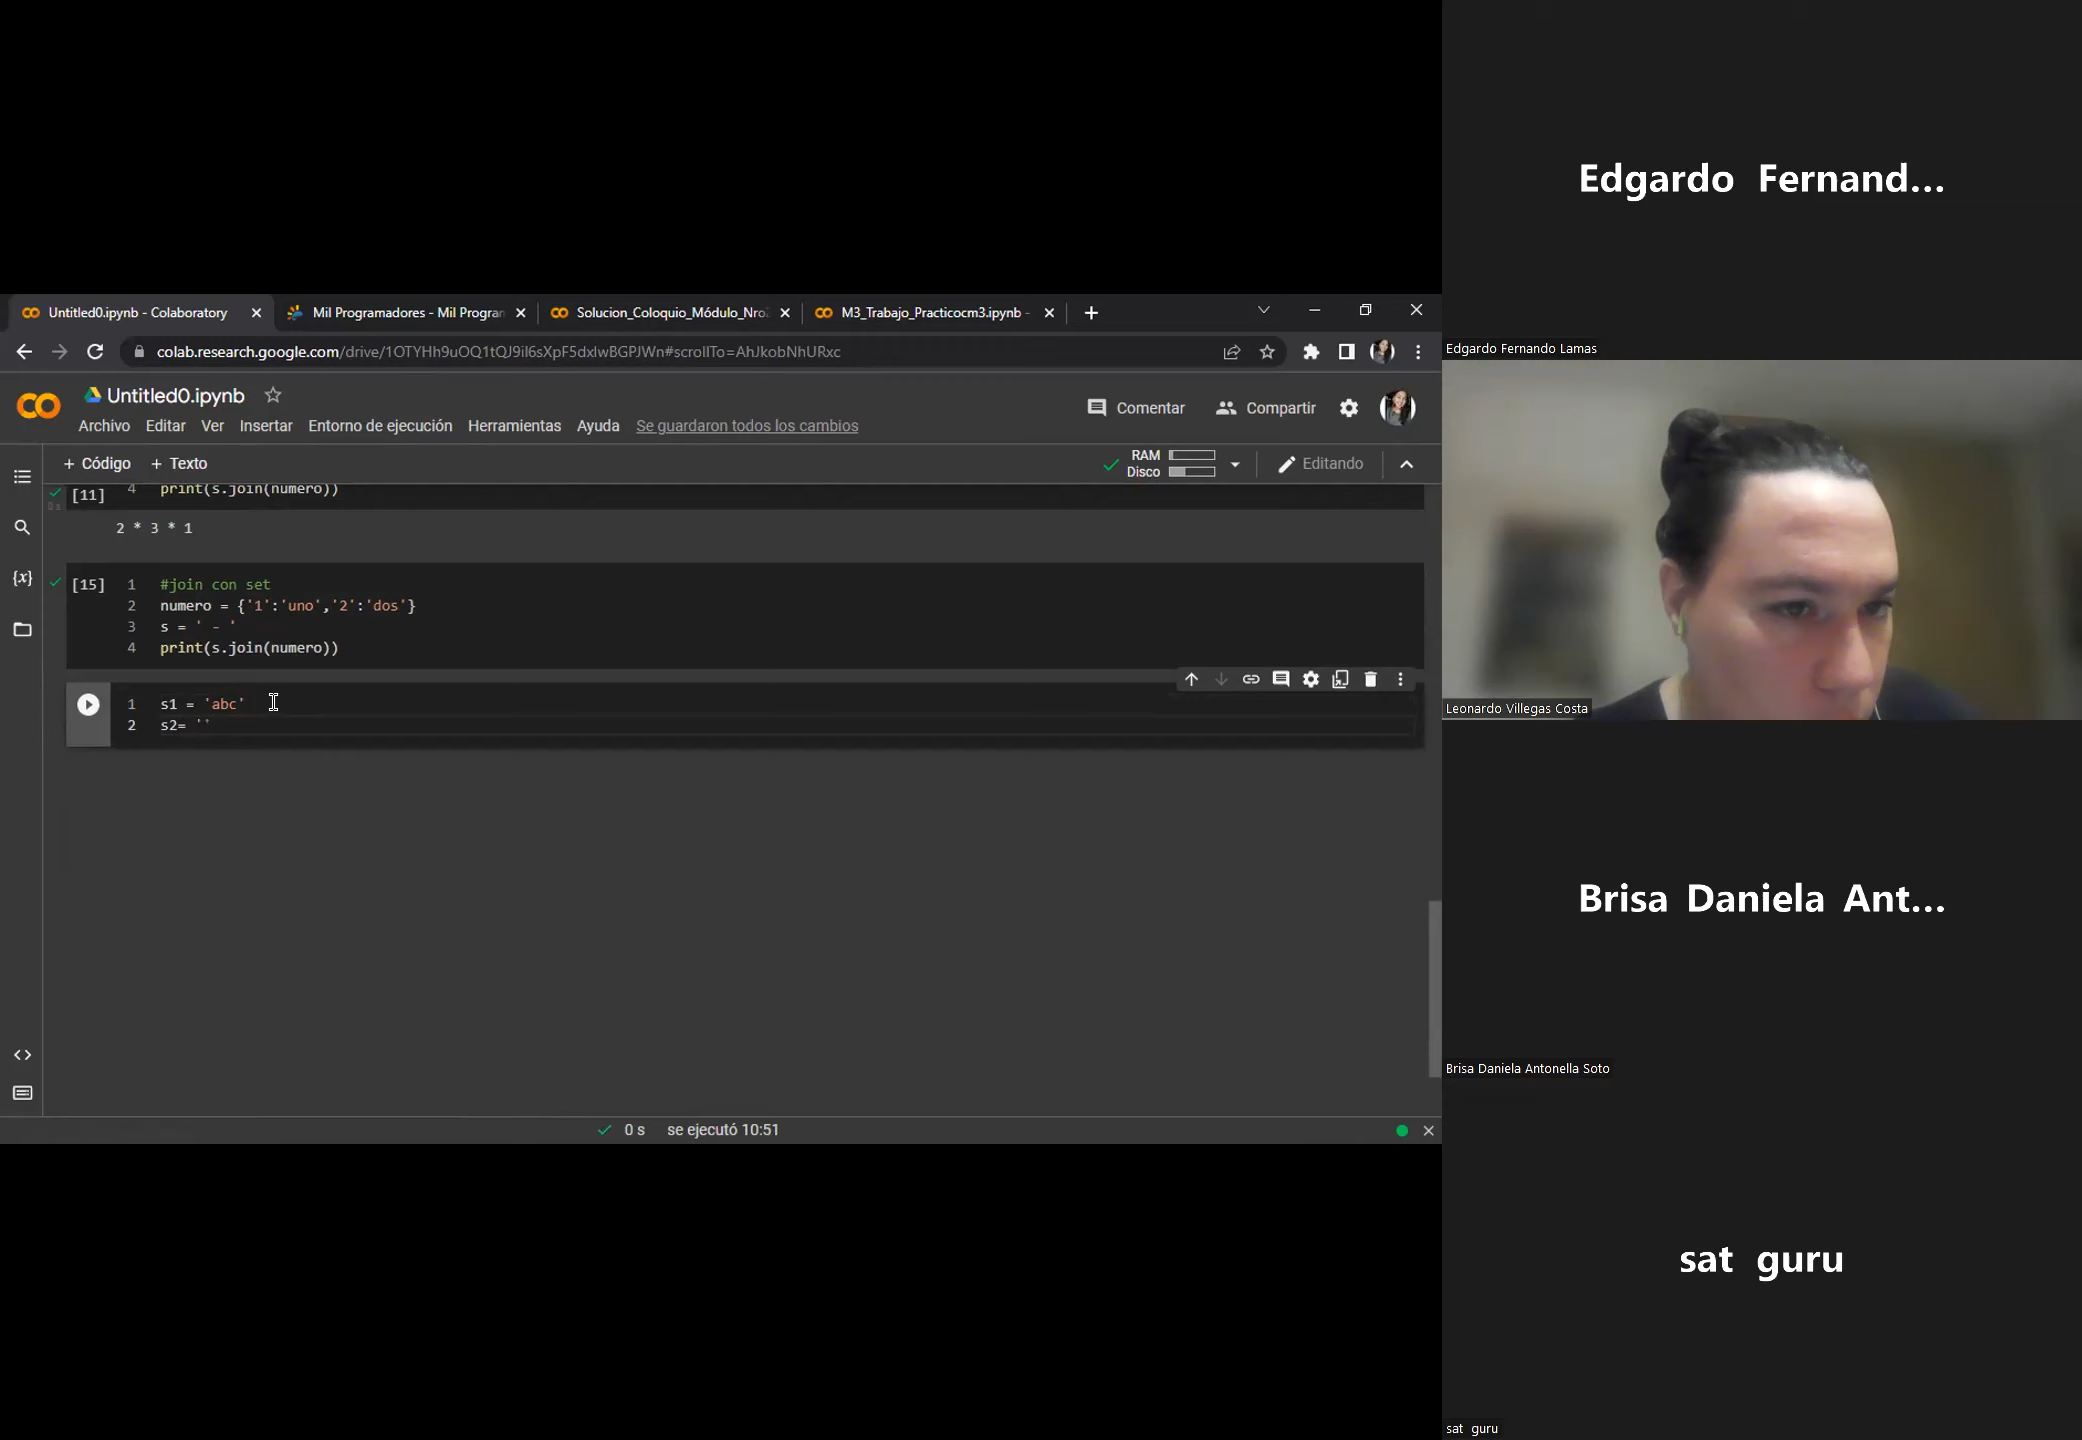 Untitled0.ipynb - Colaboratory
Mil Programadores - Mil Progran
Solucion_Coloquio_Módulo_Nro
M3_Trabajo_Practicocm3.ipynb -
colab.research.google.com/drive/1OTYHh9uOQ1tQJ9iI6sXpF5dxIwBGPJWn#scrollTo=AhJkobNhURxc
Untitled0.ipynb
Comentar
Compartir
Archivo Editar Ver Insertar Entorno de ejecución Herramientas Ayuda Se guardaron todos los cambios
+ Código + Texto
RAM
Disco
Editando
[11] 4 print(s.join(numero))
2 * 3 * 1
[15] 1 #join con set
2 numero = {'1':'uno','2':'dos'}
3 s = ' - '
4 print(s.join(numero))
1 s1 = 'abc'
2 s2= ''
0 s se ejecutó 10:51
Edgardo Fernand...
Edgardo Fernando Lamas
Leonardo Villegas Costa
Brisa Daniela Ant...
Brisa Daniela Antonella Soto
sat guru
sat guru